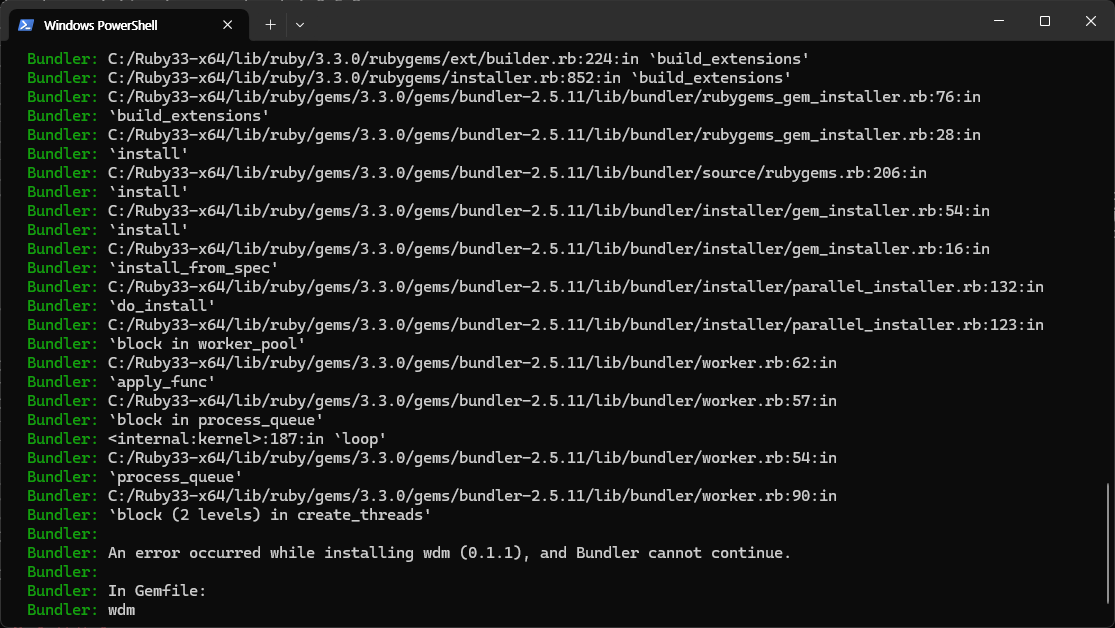 Windows PowerShell
Bundler: C:/Ruby33-x64/lib/ruby/3.3.0/rubygems/ext/builder.rb:224:in `build_extensions'
Bundler: C:/Ruby33-x64/lib/ruby/3.3.0/rubygems/installer.rb:852:in `build_extensions'
Bundler: C:/Ruby33-x64/lib/ruby/gems/3.3.0/gems/bundler-2.5.11/lib/bundler/rubygems_gem_installer.rb:76:in
Bundler: `build_extensions'
Bundler: C:/Ruby33-x64/lib/ruby/gems/3.3.0/gems/bundler-2.5.11/lib/bundler/rubygems_gem_installer.rb:28:in
Bundler: `install'
Bundler: C:/Ruby33-x64/lib/ruby/gems/3.3.0/gems/bundler-2.5.11/lib/bundler/source/rubygems.rb:206:in
Bundler: `install'
Bundler: C:/Ruby33-x64/lib/ruby/gems/3.3.0/gems/bundler-2.5.11/lib/bundler/installer/gem_installer.rb:54:in
Bundler: `install'
Bundler: C:/Ruby33-x64/lib/ruby/gems/3.3.0/gems/bundler-2.5.11/lib/bundler/installer/gem_installer.rb:16:in
Bundler: `install_from_spec'
Bundler: C:/Ruby33-x64/lib/ruby/gems/3.3.0/gems/bundler-2.5.11/lib/bundler/installer/parallel_installer.rb:132:in
Bundler: `do_install'
Bundler: C:/Ruby33-x64/lib/ruby/gems/3.3.0/gems/bundler-2.5.11/lib/bundler/installer/parallel_installer.rb:123:in
Bundler: `block in worker_pool'
Bundler: C:/Ruby33-x64/lib/ruby/gems/3.3.0/gems/bundler-2.5.11/lib/bundler/worker.rb:62:in
Bundler: `apply_func'
Bundler: C:/Ruby33-x64/lib/ruby/gems/3.3.0/gems/bundler-2.5.11/lib/bundler/worker.rb:57:in
Bundler: `block in process_queue'
Bundler: <internal:kernel>:187:in `loop'
Bundler: C:/Ruby33-x64/lib/ruby/gems/3.3.0/gems/bundler-2.5.11/lib/bundler/worker.rb:54:in
Bundler: `process_queue'
Bundler: C:/Ruby33-x64/lib/ruby/gems/3.3.0/gems/bundler-2.5.11/lib/bundler/worker.rb:90:in
Bundler: `block (2 levels) in create_threads'
Bundler:
Bundler: An error occurred while installing wdm (0.1.1), and Bundler cannot continue.
Bundler:
Bundler: In Gemfile:
Bundler: wdm